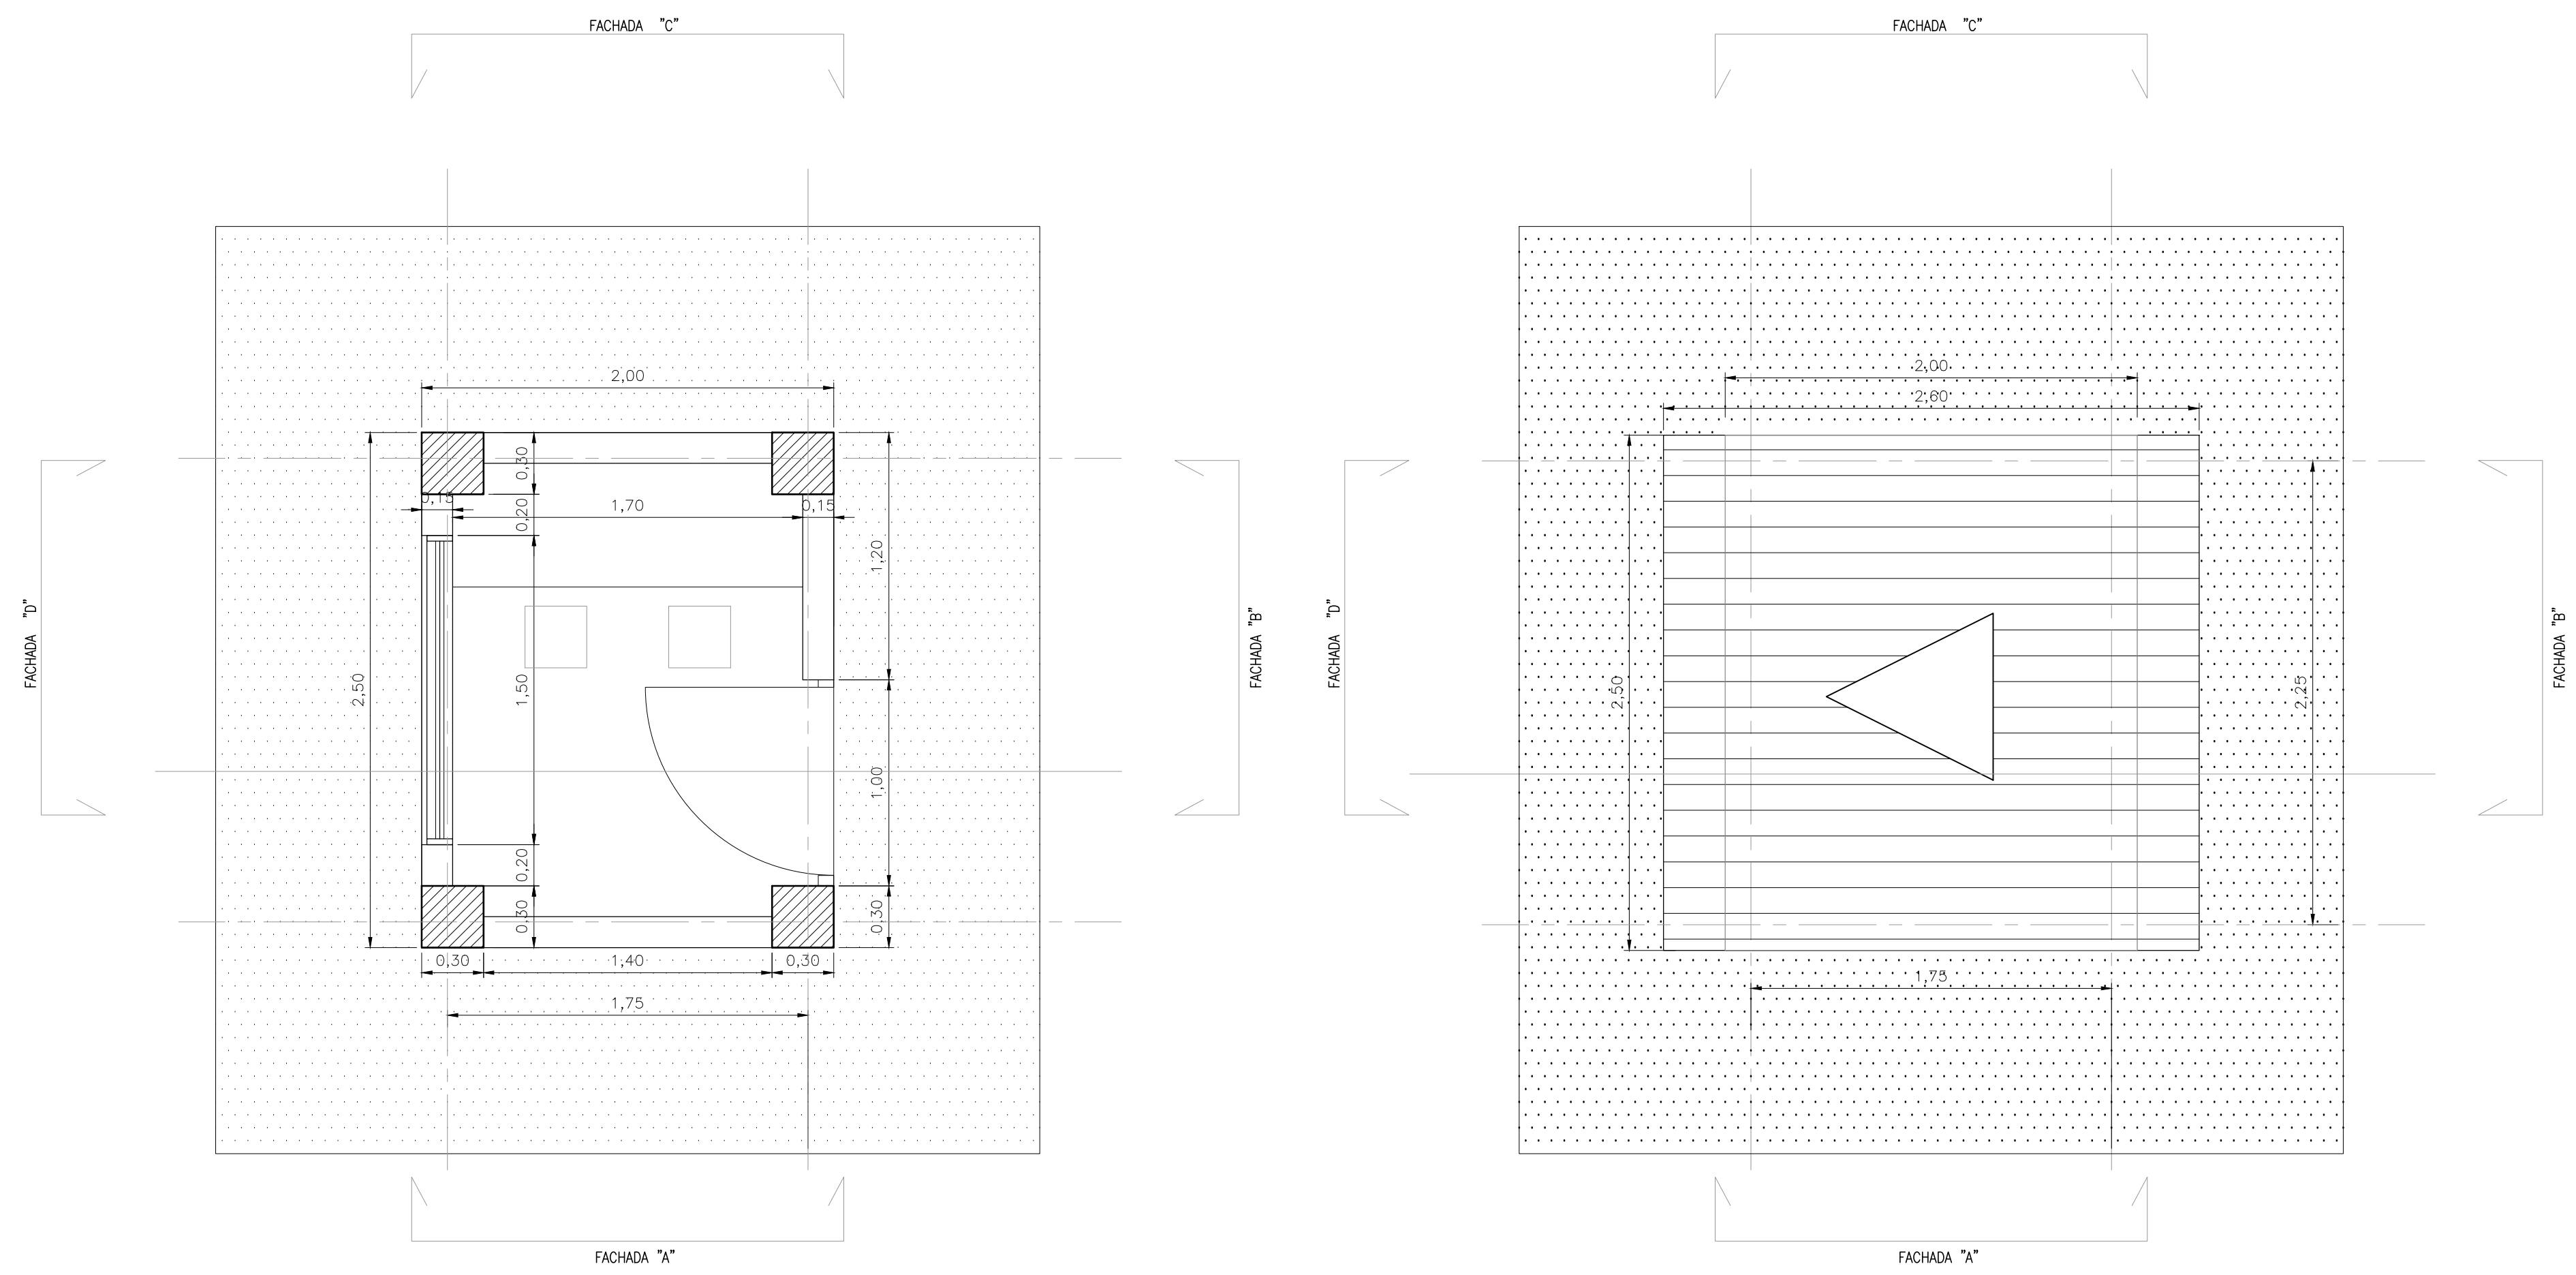 FACHADA "C"
2,00
0,30
0,15
1,70
0,15
0,20
1,20
FACHADA "D"
2,50
1,50
FACHADA "B"
1,00
0,20
0,30
0,30
0,30
1,40
0,30
1,75
FACHADA "A"
FACHADA "C"
2,00
2,60
FACHADA "D"
2,50
2,25
FACHADA "B"
1,75
FACHADA "A"